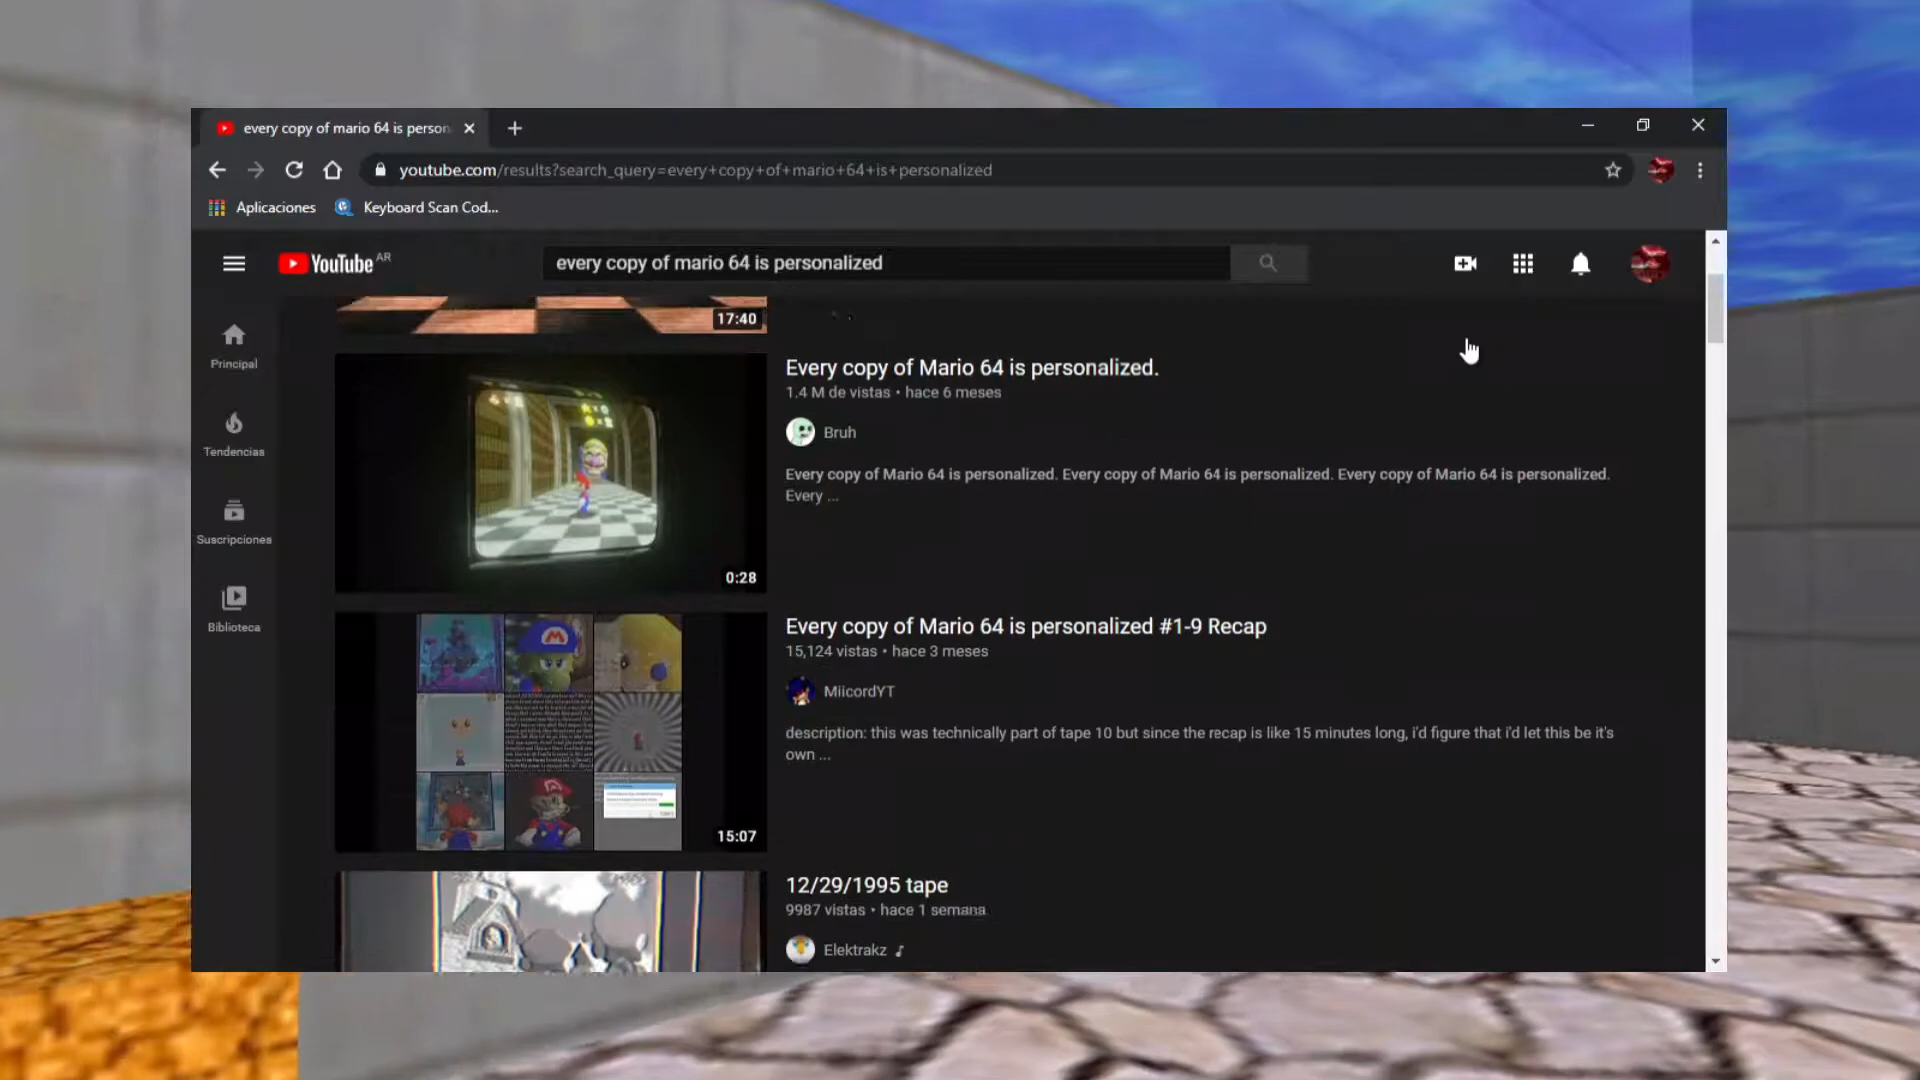 every copy of mario 64 is person
youtube.com/results?search_query=every+copy+of+mario+64+is+personalized
Aplicaciones
Keyboard Scan Cod...
YouTube AR
every copy of mario 64 is personalized
Principal
Tendencias
Suscripciones
Biblioteca
17:40
Every copy of Mario 64 is personalized.
1.4 M de vistas • hace 6 meses
Bruh
Every copy of Mario 64 is personalized. Every copy of Mario 64 is personalized. Every copy of Mario 64 is personalized.
Every ...
0:28
Every copy of Mario 64 is personalized #1-9 Recap
15,124 vistas • hace 3 meses
MiicordYT
description: this was technically part of tape 10 but since the recap is like 15 minutes long, i'd figure that i'd let this be it's
own ...
15:07
12/29/1995 tape
9987 vistas • hace 1 semana
Elektrakz ♪